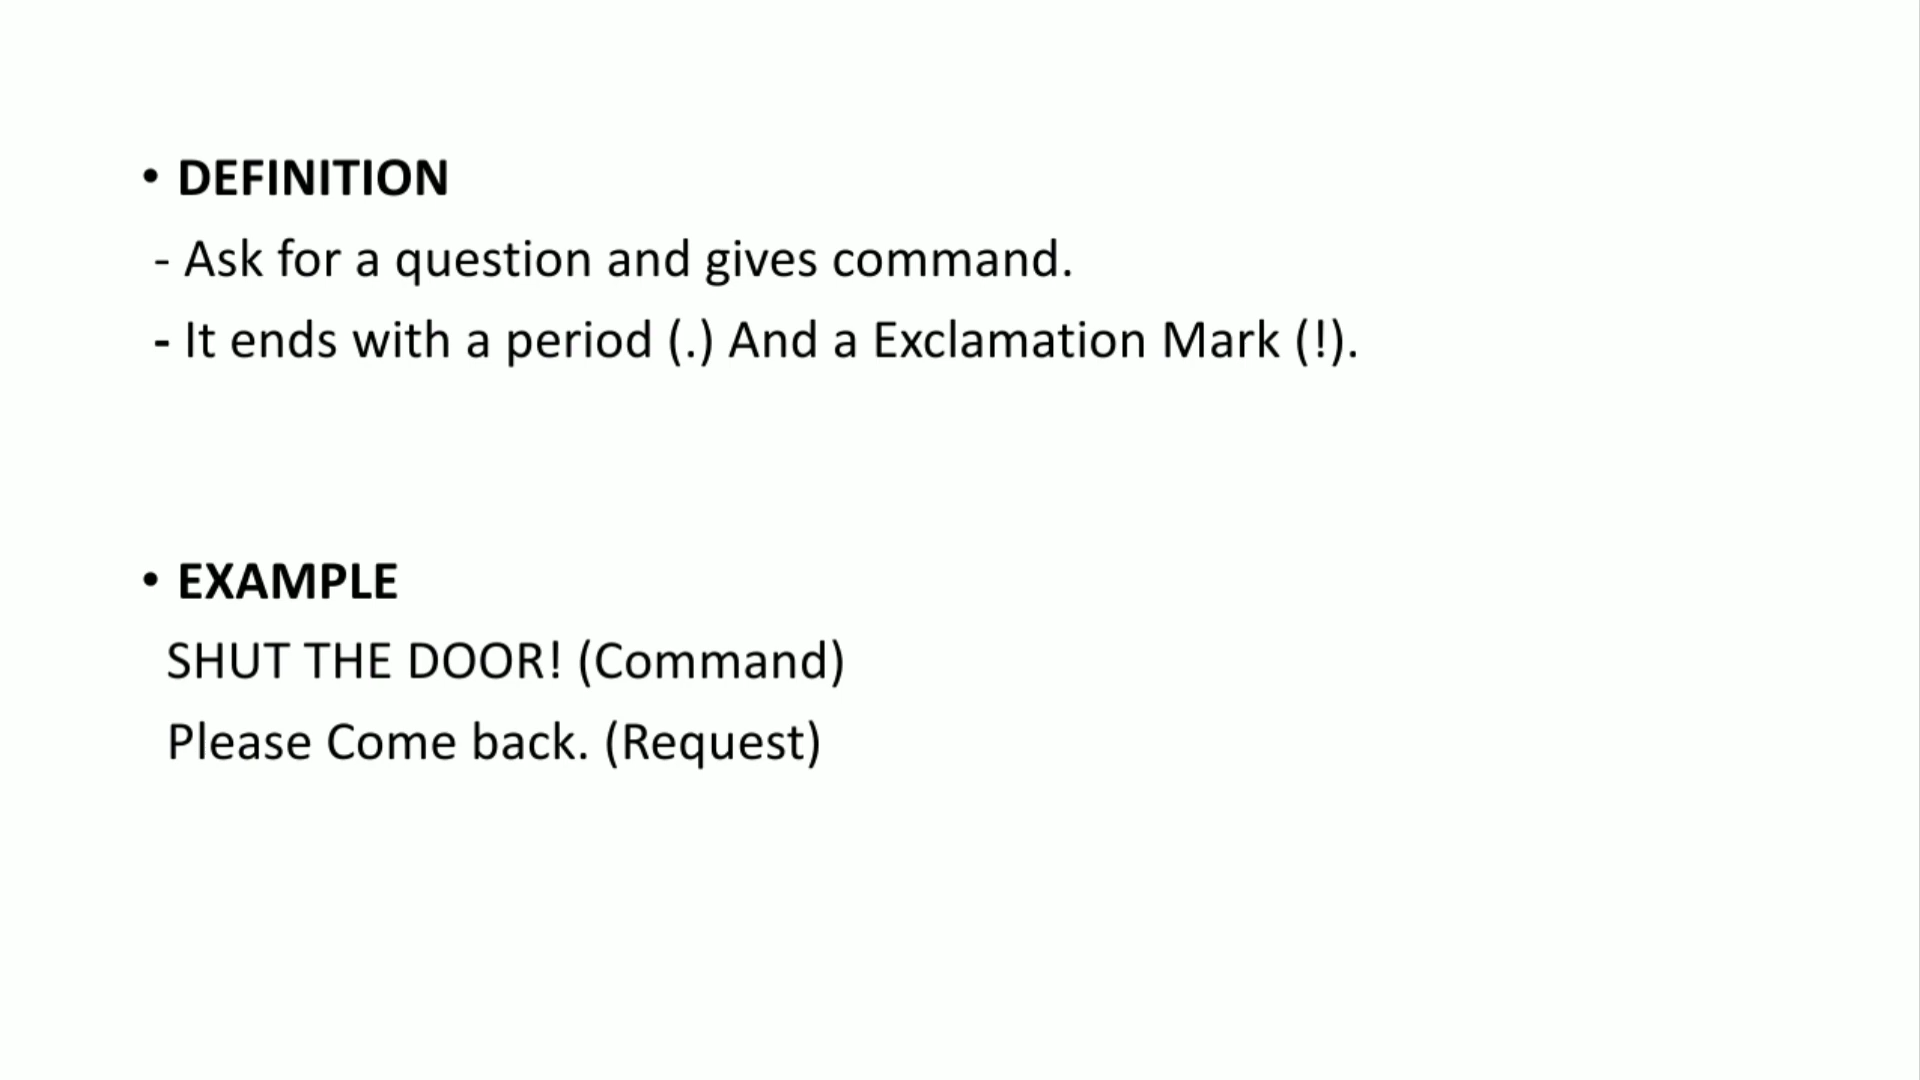 • DEFINITION
- Ask for a question and gives command.
- It ends with a period (.) And a Exclamation Mark (!).
• EXAMPLE
SHUT THE DOOR! (Command)
Please Come back. (Request)